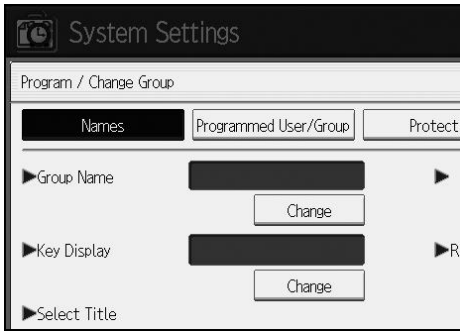 System Settings
Program / Change Group
Names Programmed User/Group Protect
▶Group Name ▶
Change
▶Key Display ▶R
Change
▶Select Title